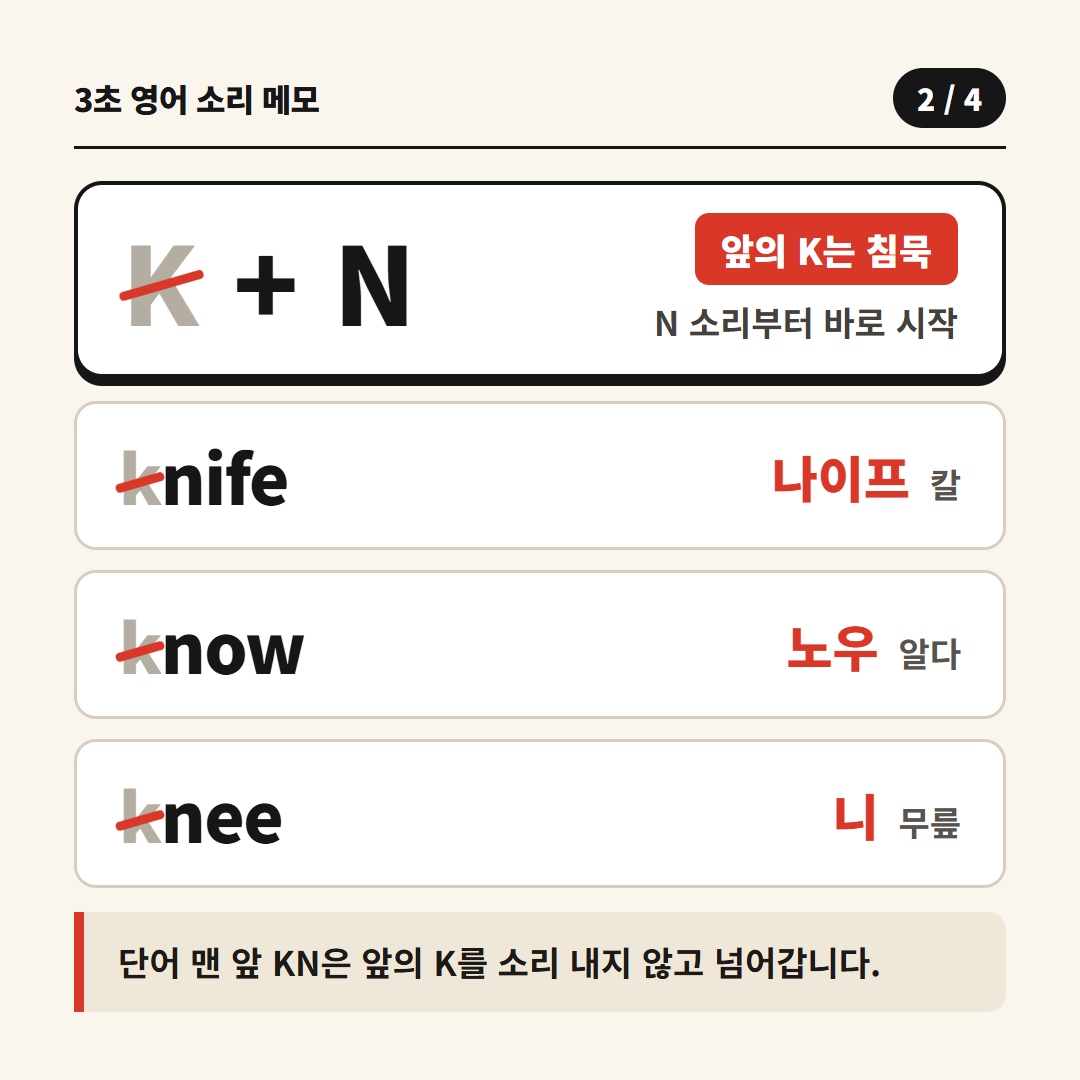 3초 영어 소리 메모
2 / 4
K + N
앞의 K는 침묵
N 소리부터 바로 시작
knife
나이프 칼
know
노우 알다
knee
니 무릎
단어 맨 앞 KN은 앞의 K를 소리 내지 않고 넘어갑니다.